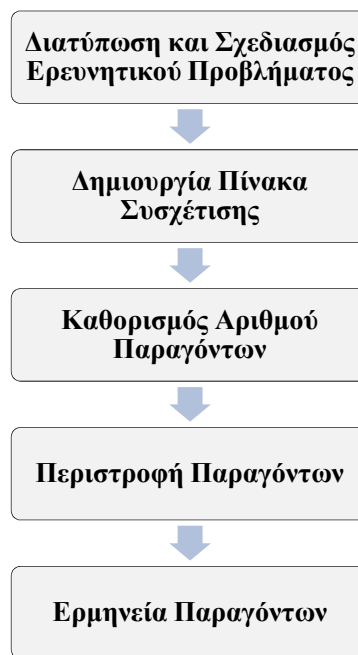 Διατύπωση και Σχεδιασμός
Ερευνητικού Προβλήματος
Δημιουργία Πίνακα
Συσχέτισης
Καθορισμός Αριθμού
Παραγόντων
Περιστροφή Παραγόντων
Ερμηνεία Παραγόντων